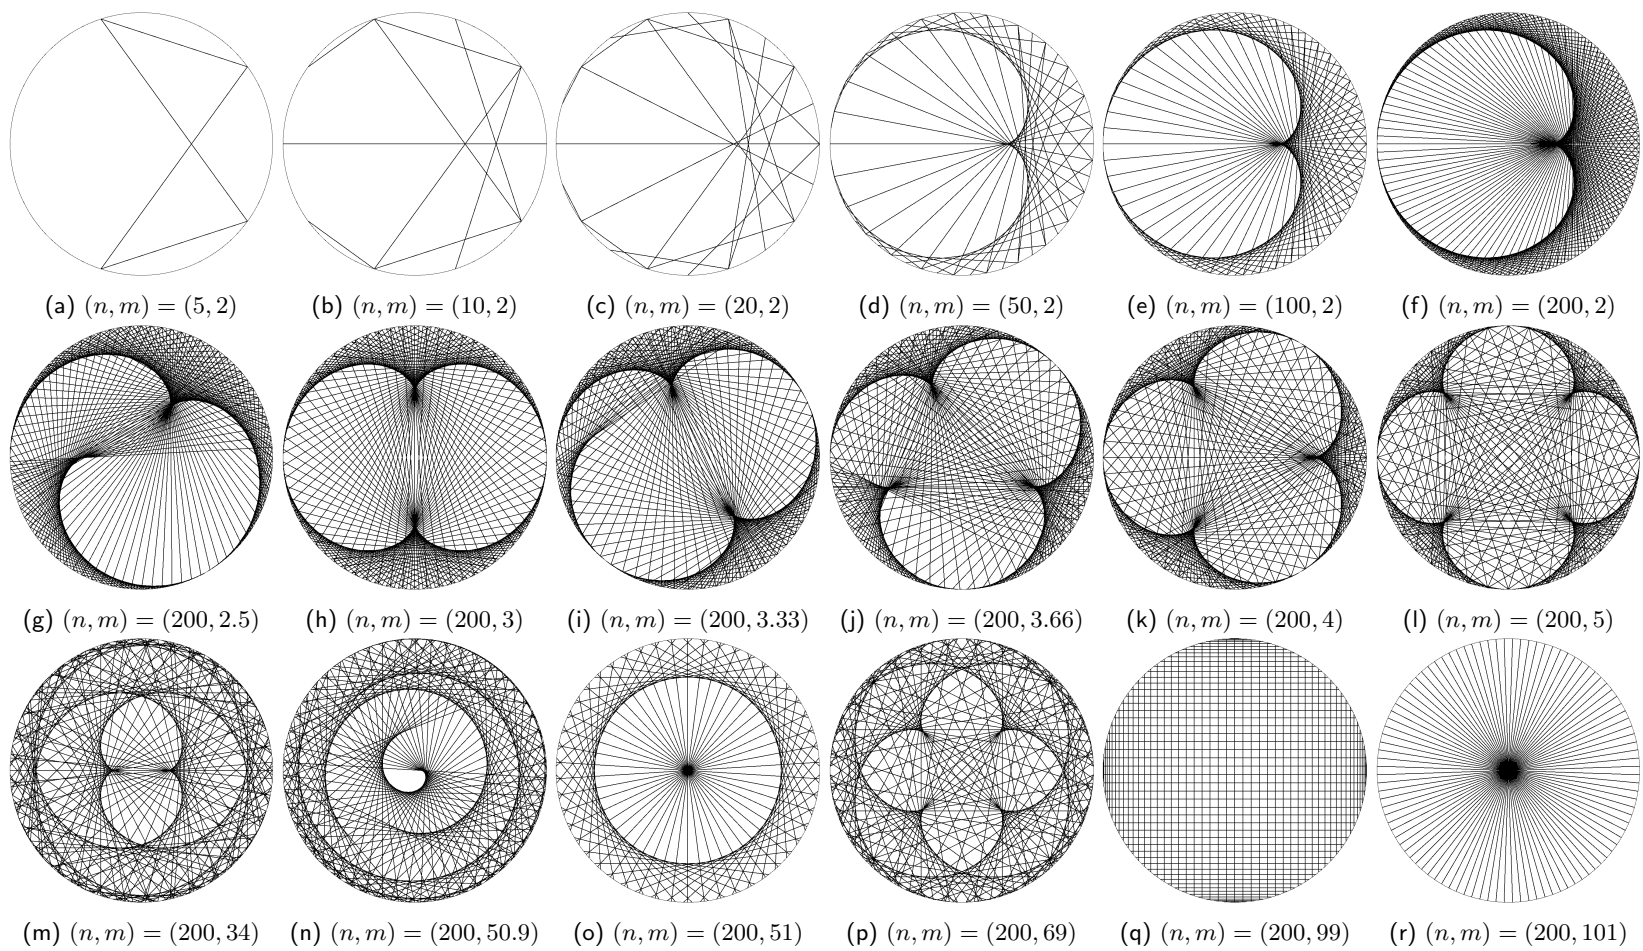 (a) (n, m) = (5, 2) (b) (n, m) = (10, 2) (c) (n, m) = (20, 2) (d) (n, m) = (50, 2) (e) (n, m) = (100, 2) (f) (n, m) = (200, 2)
(g) (n, m) = (200, 2.5) (h) (n, m) = (200, 3) (i) (n, m) = (200, 3.33) (j) (n, m) = (200, 3.66) (k) (n, m) = (200, 4) (l) (n, m) = (200, 5)
(m) (n, m) = (200, 34) (n) (n, m) = (200, 50.9) (o) (n, m) = (200, 51) (p) (n, m) = (200, 69) (q) (n, m) = (200, 99) (r) (n, m) = (200, 101)